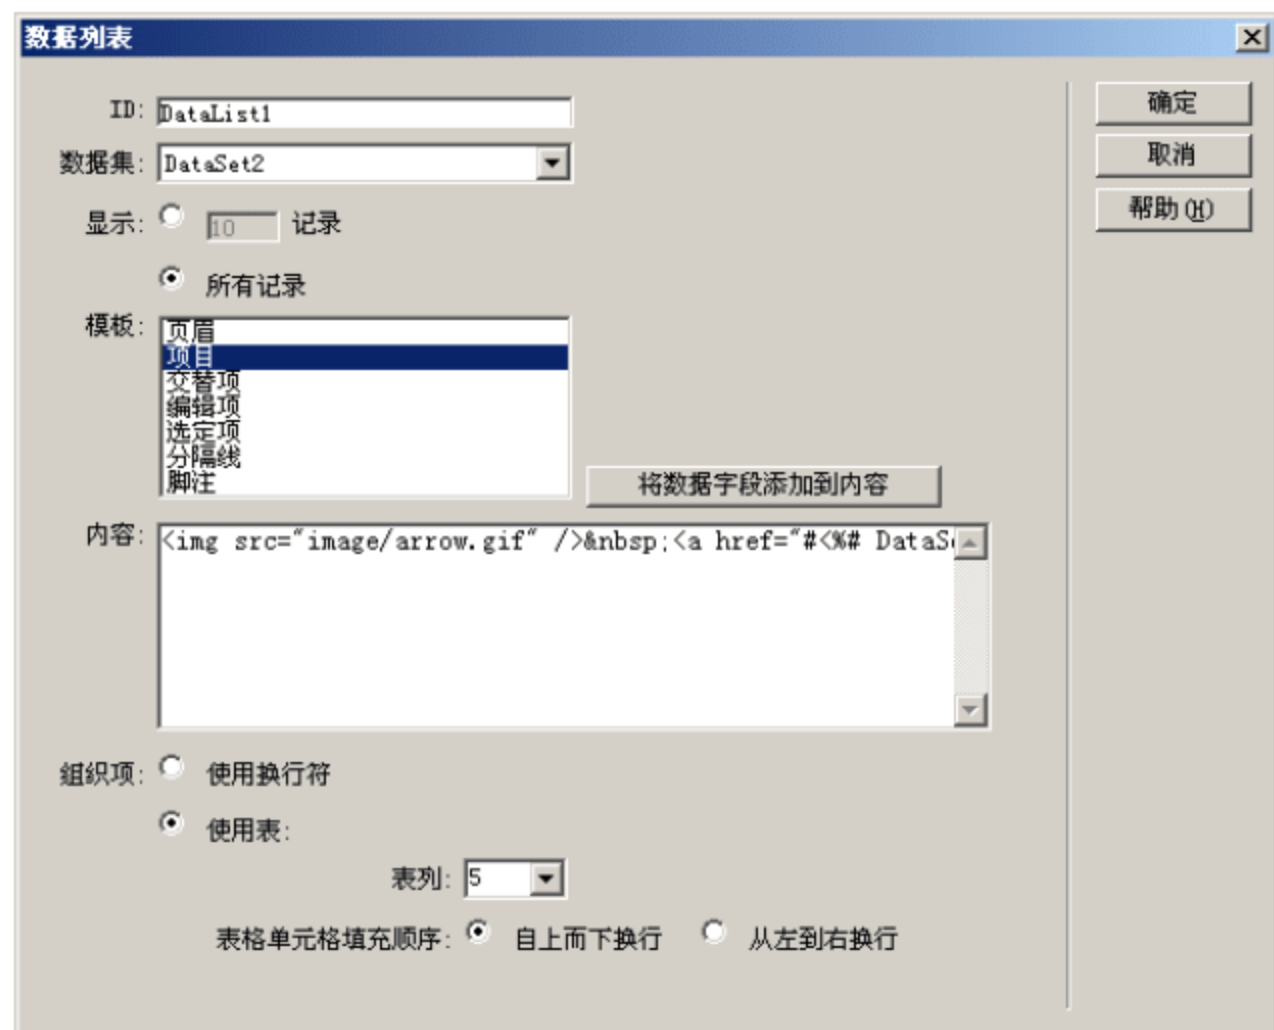 数据列表
ID: DataList1
确定
数据集: DataSet2
取消
显示: 10 记录
帮助(H)
所有记录
模板: 页眉
项目
交替项
编辑项
选定项
分隔线
脚注
将数据字段添加到内容
内容: <img src="image/arrow.gif" />&nbsp;<a href="#<%# DataS
组织项: 使用换行符
使用表:
表列: 5
表格单元格填充顺序: 自上而下换行 从左到右换行